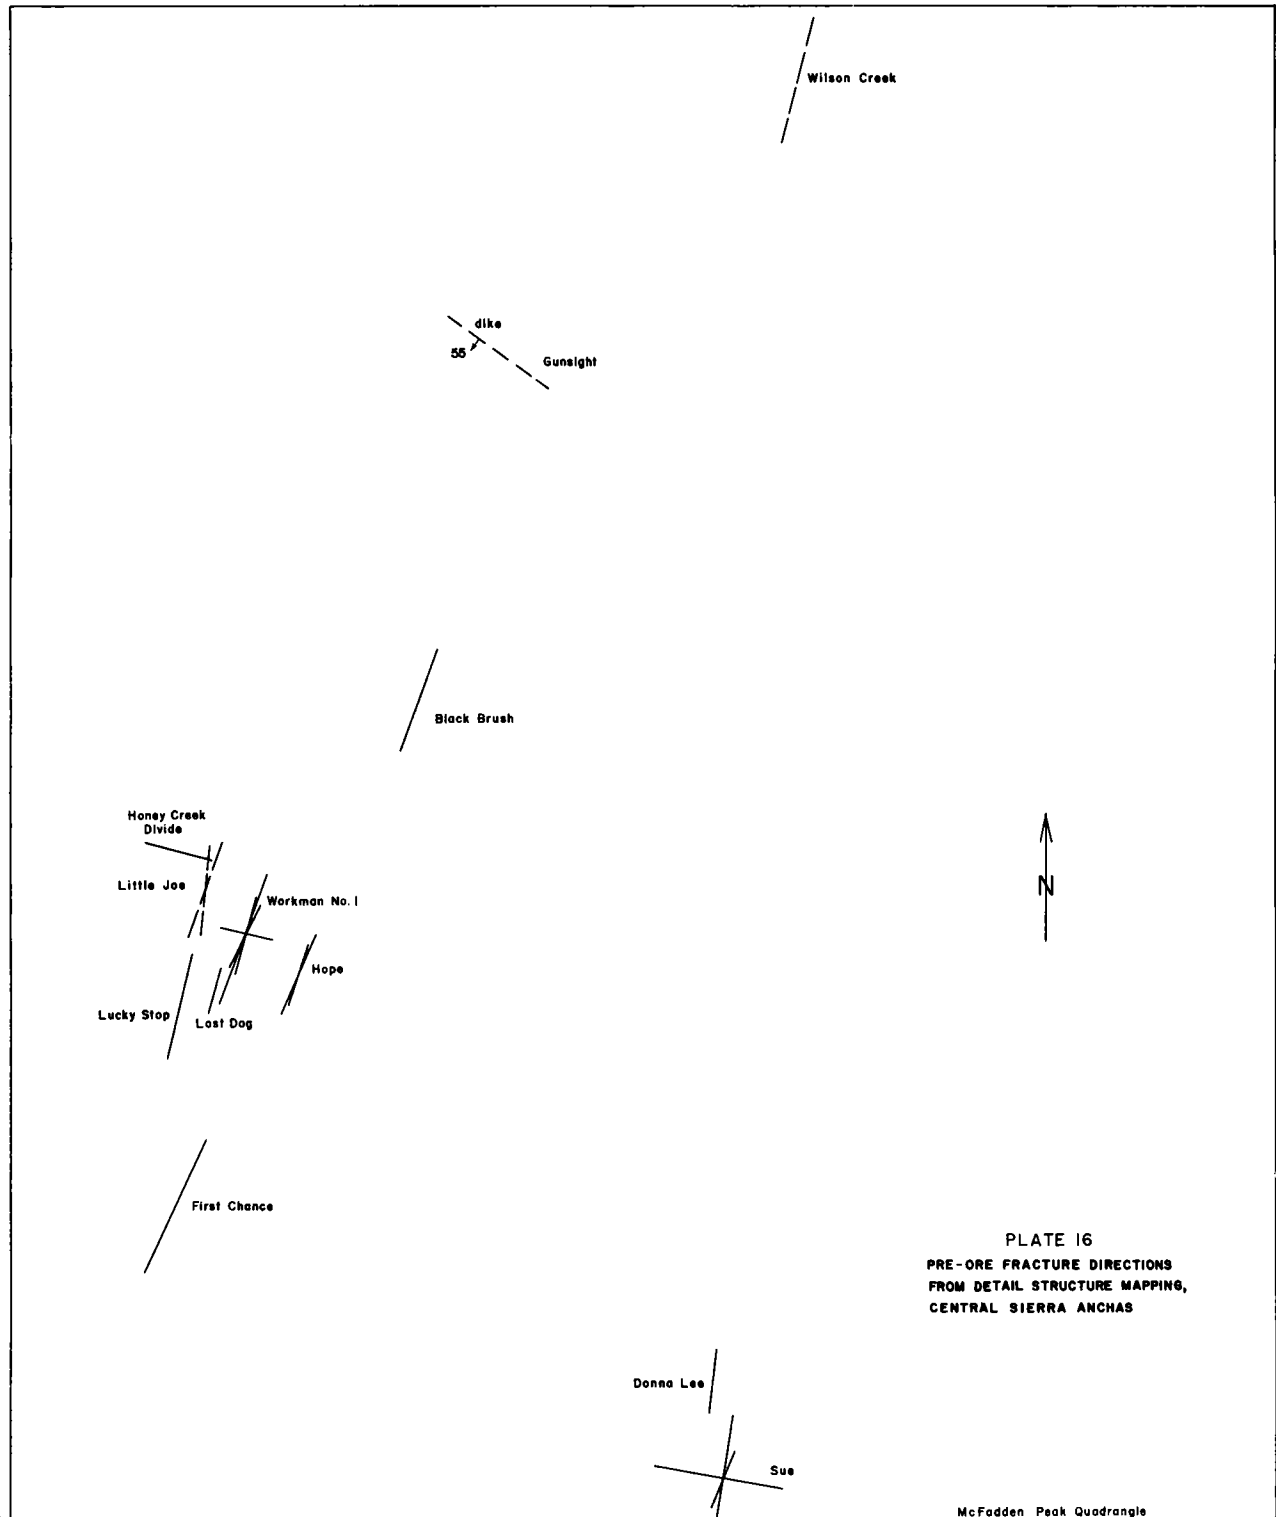 Wilson Creek
dike
55
Gunsight
Black Brush
Honey Creek
Divide
Little Joe
Workman No. 1
Hope
Lucky Stop
Lost Dog
N
First Chance
PLATE 16
PRE-ORE FRACTURE DIRECTIONS
FROM DETAIL STRUCTURE MAPPING,
CENTRAL SIERRA ANCHAS
Donna Lee
Sue
McFadden Peak Quadrangle